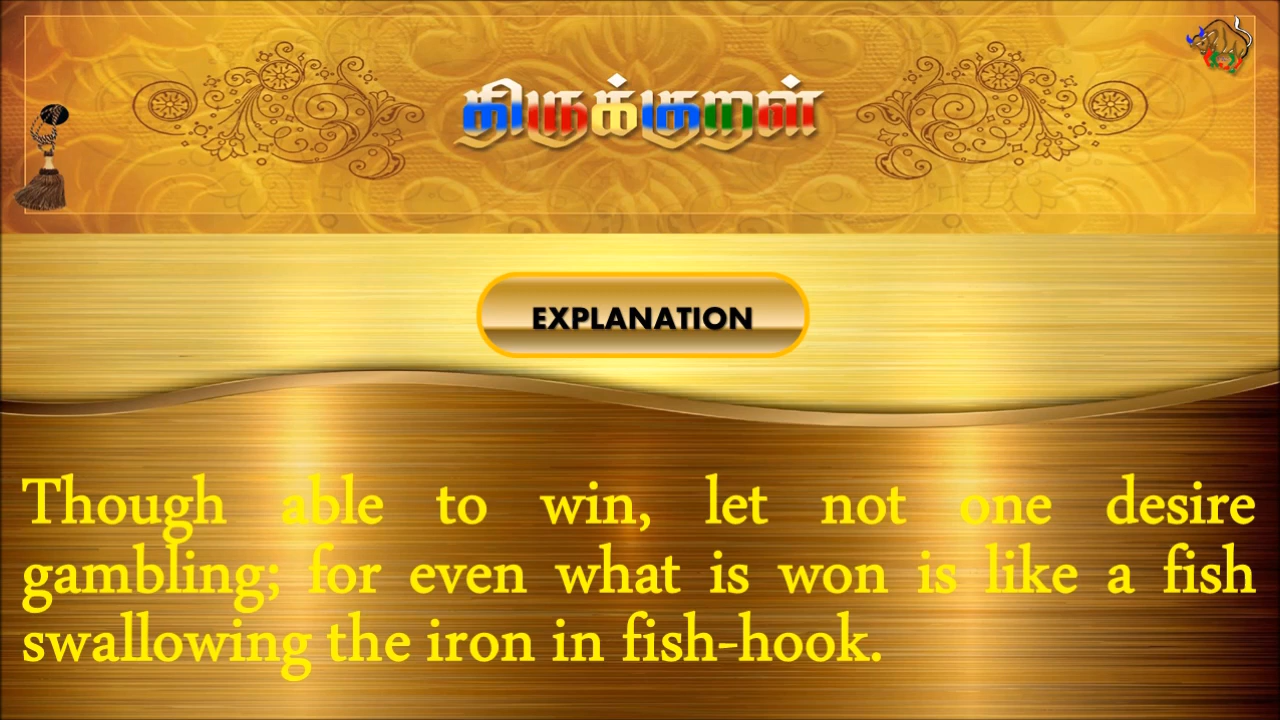 திருக்குறள்
EXPLANATION
Though able to win, let not one desire
gambling; for even what is won is like a fish
swallowing the iron in fish-hook.